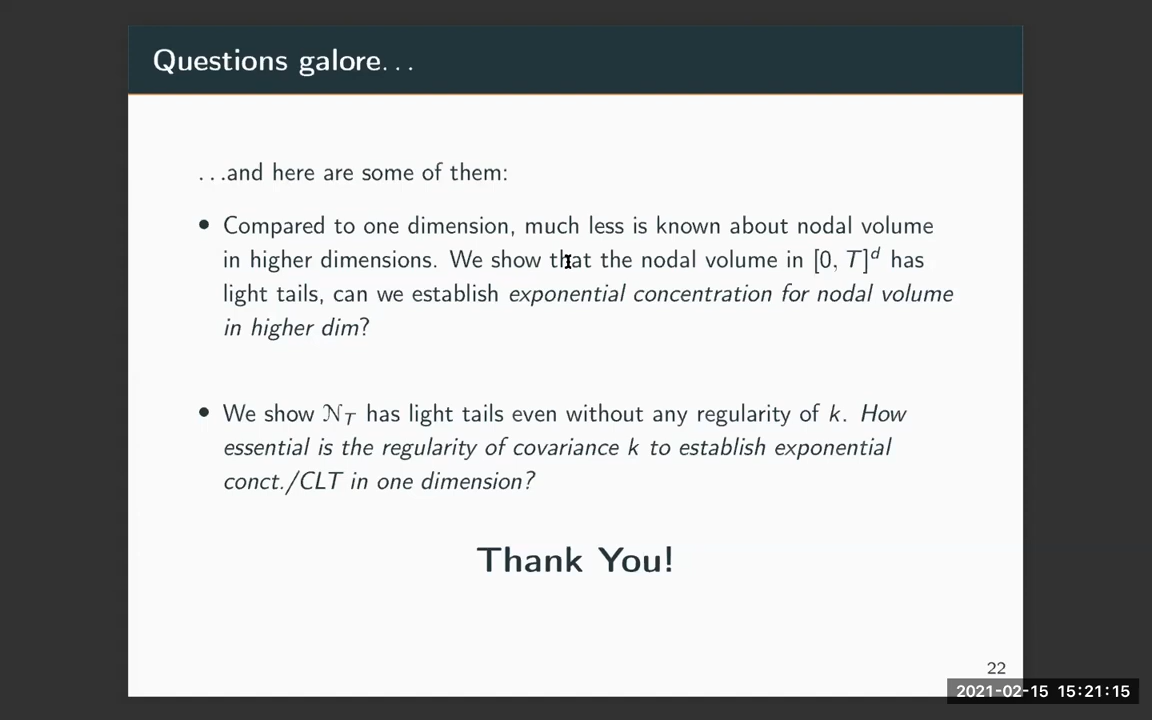 Questions galore...
...and here are some of them:
• Compared to one dimension, much less is known about nodal volume
in higher dimensions. We show that the nodal volume in [0, T]^d has
light tails, can we establish exponential concentration for nodal volume
in higher dim?
• We show 𝒩_T has light tails even without any regularity of k. How
essential is the regularity of covariance k to establish exponential
conct./CLT in one dimension?
Thank You!
22
2021-02-15 15:21:15